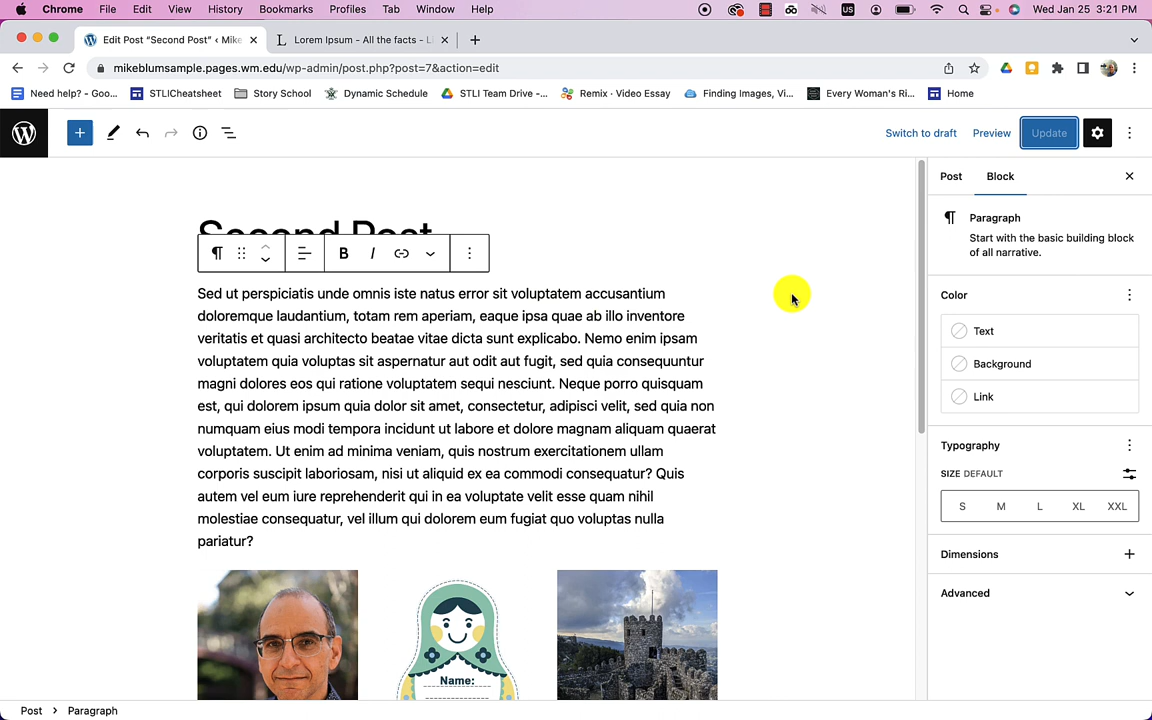 Chrome File Edit View History Bookmarks Profiles Tab Window Help US Wed Jan 25 3:21 PM
Edit Post “Second Post” ‹ Mike Lorem Ipsum - All the facts - Li
mikeblumsample.pages.wm.edu/wp-admin/post.php?post=7&action=edit
Need help? - Goo... STLICheatsheet Story School Dynamic Schedule STLI Team Drive -... Remix · Video Essay Finding Images, Vi... Every Woman's Ri... Home
Switch to draft Preview Update
Post Block
Paragraph
Start with the basic building block
of all narrative.
Second Post
B I
Sed ut perspiciatis unde omnis iste natus error sit voluptatem accusantium
doloremque laudantium, totam rem aperiam, eaque ipsa quae ab illo inventore
veritatis et quasi architecto beatae vitae dicta sunt explicabo. Nemo enim ipsam
voluptatem quia voluptas sit aspernatur aut odit aut fugit, sed quia consequuntur
magni dolores eos qui ratione voluptatem sequi nesciunt. Neque porro quisquam
est, qui dolorem ipsum quia dolor sit amet, consectetur, adipisci velit, sed quia non
numquam eius modi tempora incidunt ut labore et dolore magnam aliquam quaerat
voluptatem. Ut enim ad minima veniam, quis nostrum exercitationem ullam
corporis suscipit laboriosam, nisi ut aliquid ex ea commodi consequatur? Quis
autem vel eum iure reprehenderit qui in ea voluptate velit esse quam nihil
molestiae consequatur, vel illum qui dolorem eum fugiat quo voluptas nulla
pariatur?
Name:
Color
Text
Background
Link
Typography
SIZE DEFAULT
S M L XL XXL
Dimensions
Advanced
Post Paragraph